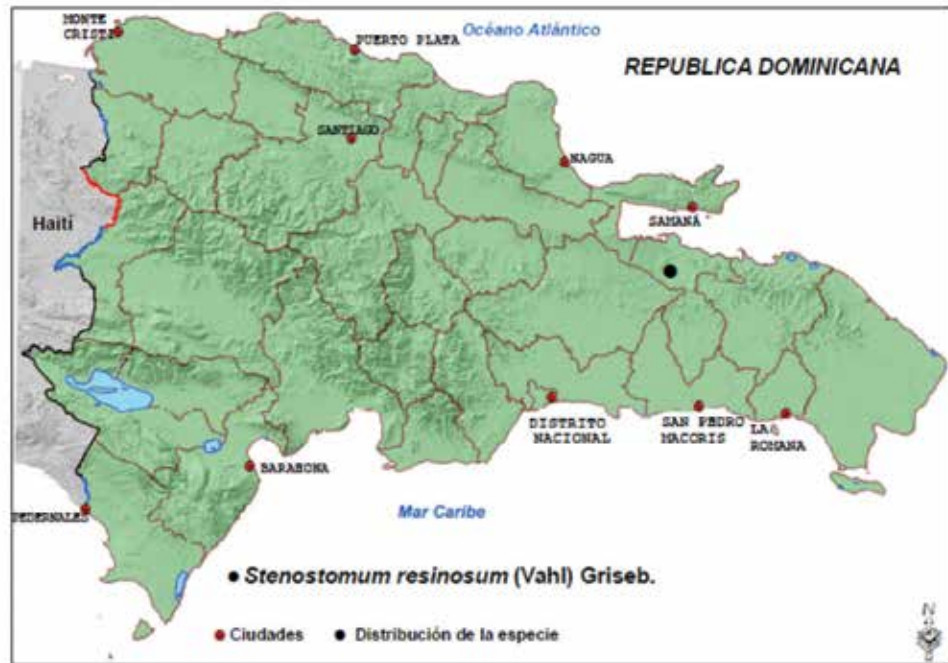 MONTE
CRISTI
PUERTO PLATA
Océano Atlántico
REPUBLICA DOMINICANA
SANTIAGO
NAGUA
SAMANÁ
Haití
DISTRITO
NACIONAL
SAN PEDRO
MACORIS
LA
ROMANA
BARAHONA
PEDERNALES
Mar Caribe
Stenostomum resinosum (Vahl) Griseb.
Ciudades
Distribución de la especie
N